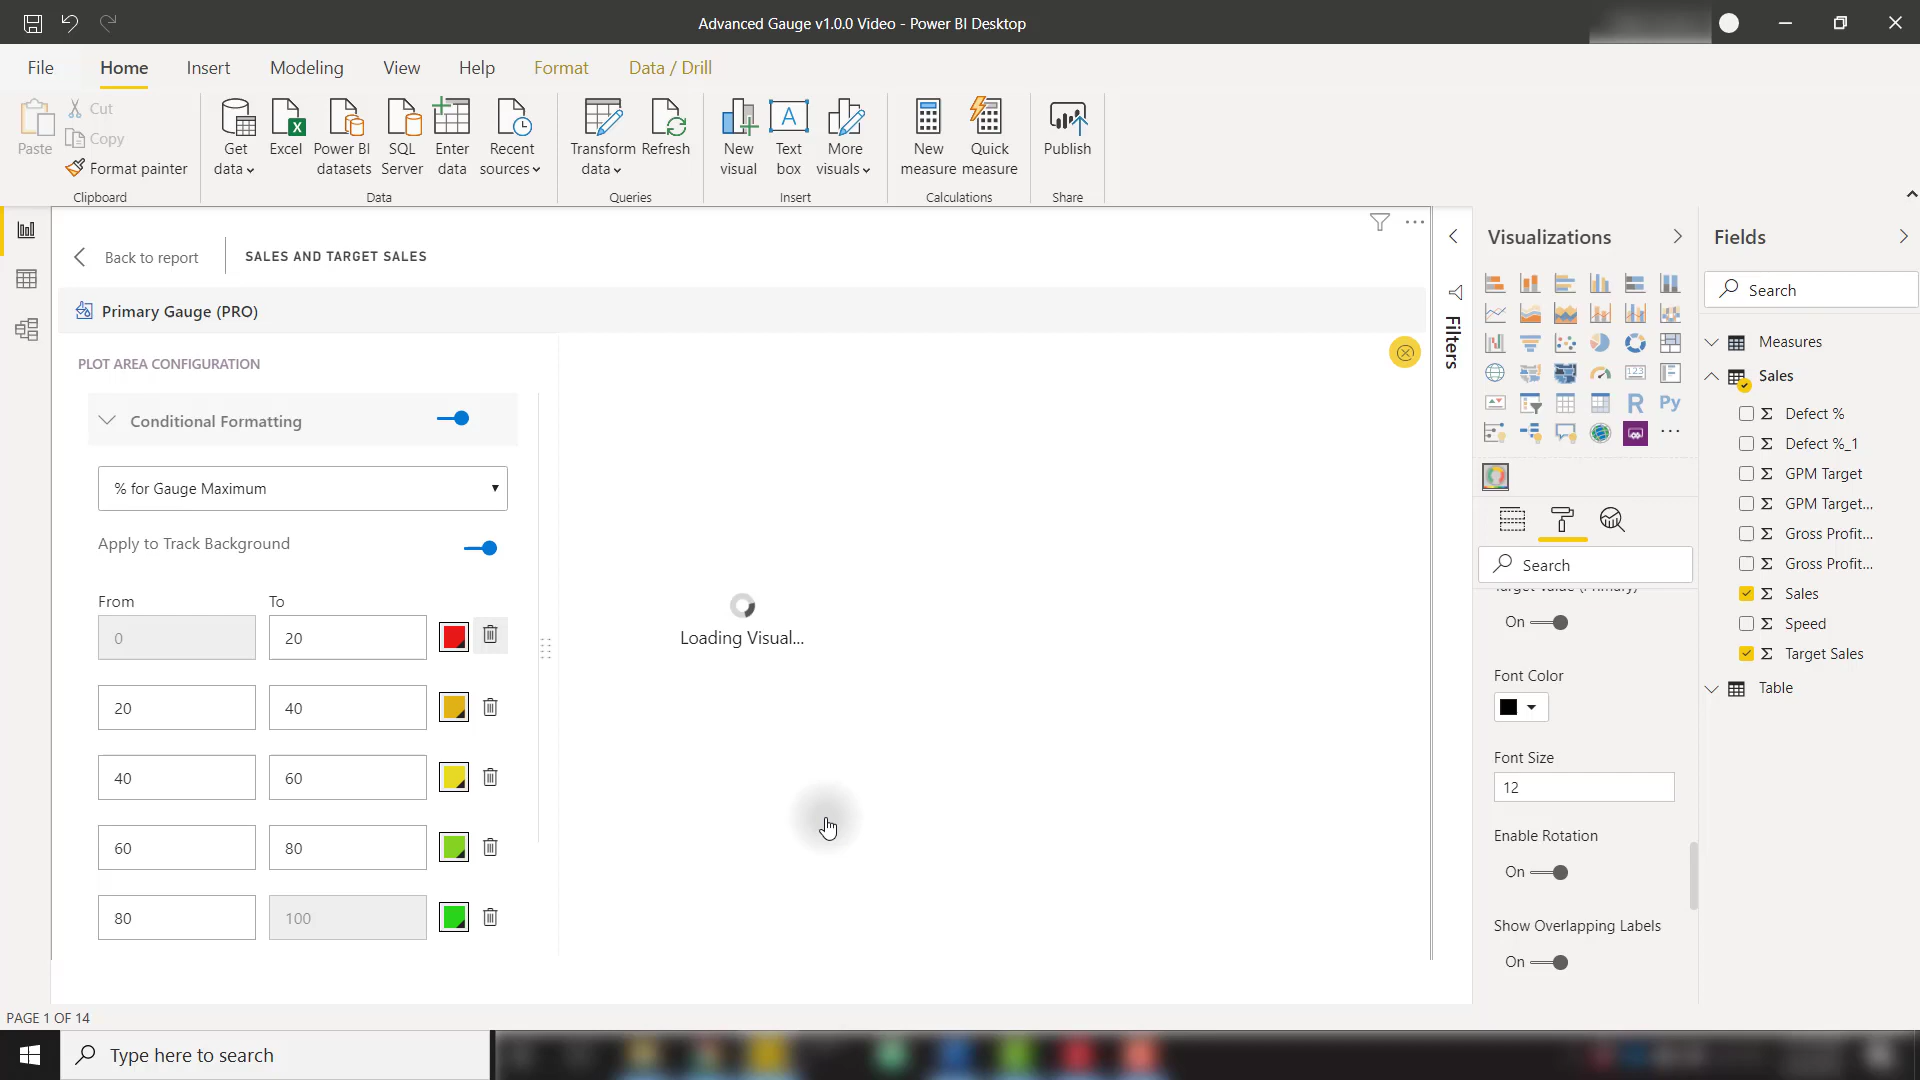 Advanced Gauge v1.0.0 Video - Power BI Desktop
File
Home
Insert
Modeling
View
Help
Format
Data / Drill
Paste
Cut
Copy
Format painter
Clipboard
Get data
Excel
Power BI datasets
SQL Server
Enter data
Recent sources
Data
Transform data
Refresh
Queries
New visual
Text box
More visuals
Insert
New measure
Quick measure
Calculations
Publish
Share
Back to report
SALES AND TARGET SALES
Primary Gauge (PRO)
PLOT AREA CONFIGURATION
Conditional Formatting
% for Gauge Maximum
Apply to Track Background
From To
0 20
20 40
40 60
60 80
80 100
Loading Visual...
Filters
Visualizations
123
R
Py
Search
Target Value (Primary)
On
Font Color
Font Size
12
Enable Rotation
On
Show Overlapping Labels
On
Fields
Search
Measures
Sales
Defect %
Defect %_1
GPM Target
GPM Target...
Gross Profit...
Gross Profit...
Sales
Speed
Target Sales
Table
PAGE 1 OF 14
Type here to search